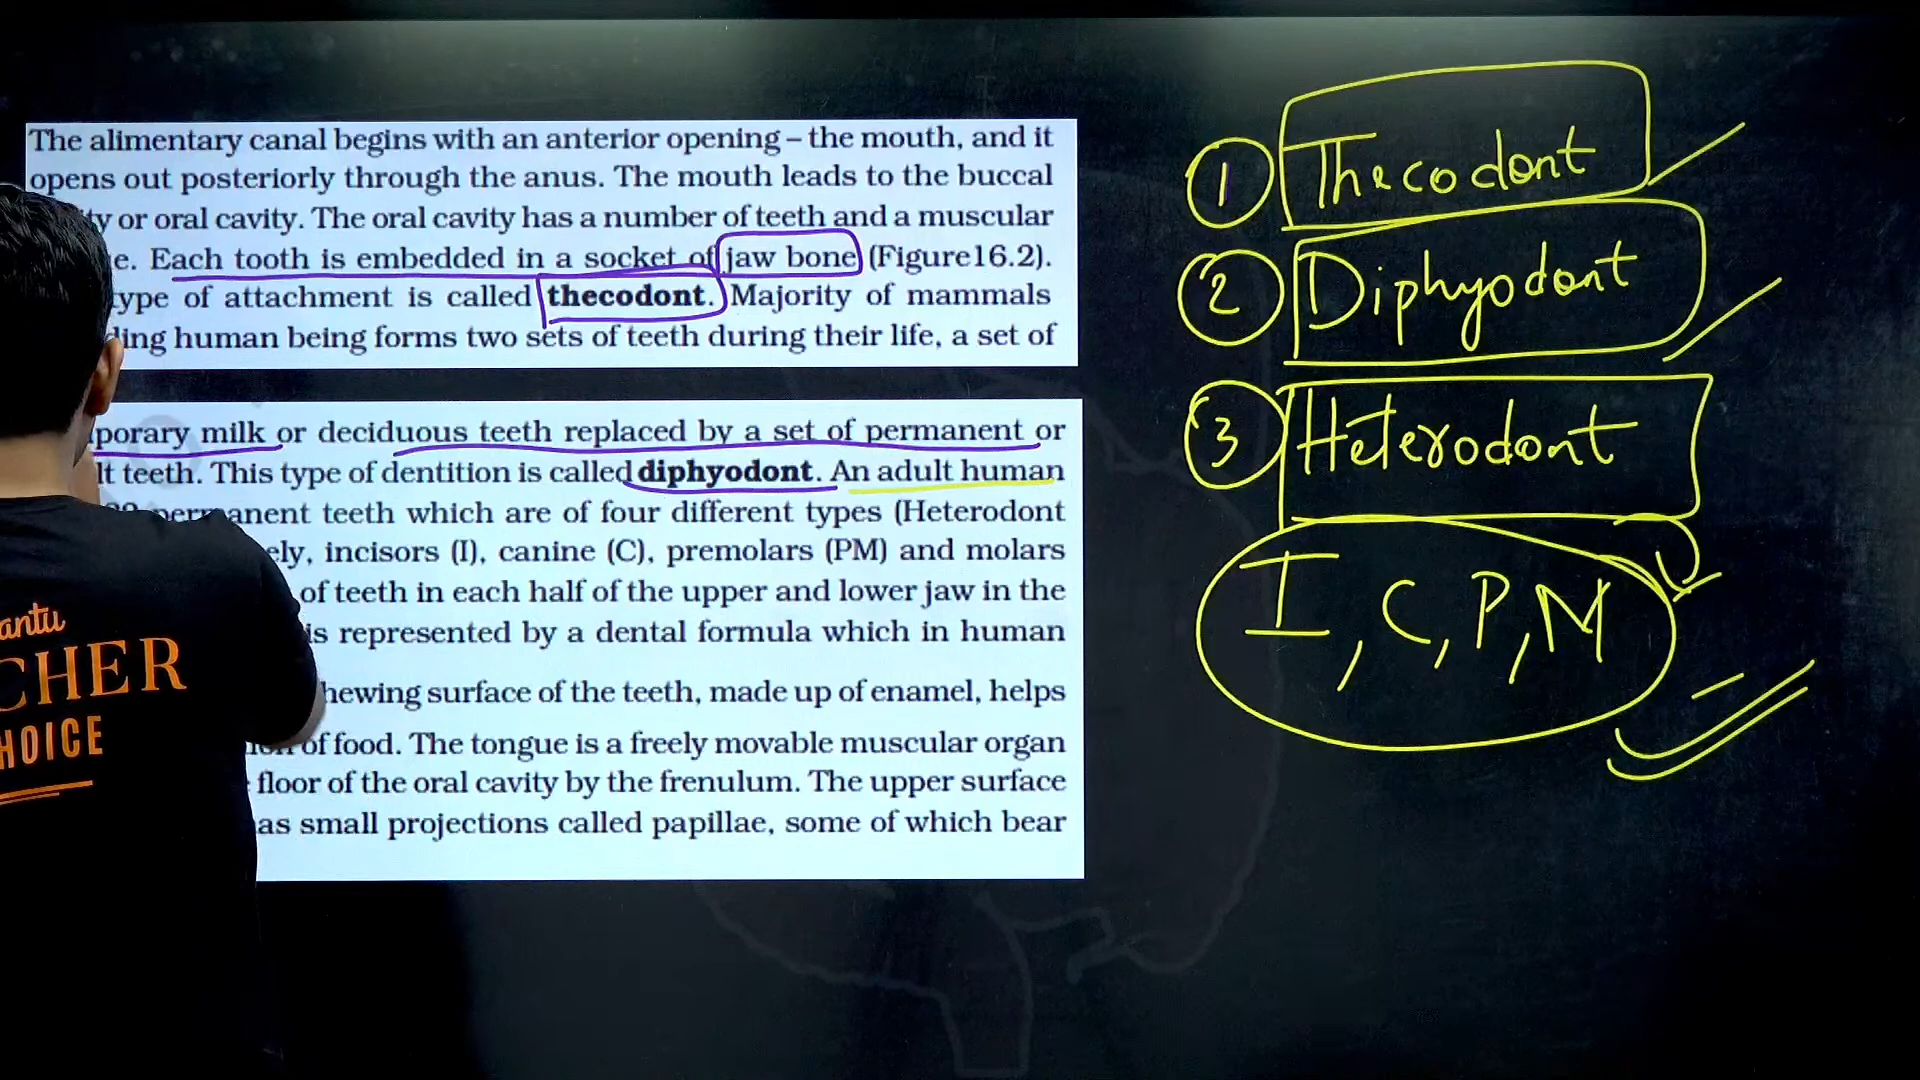 The alimentary canal begins with an anterior opening – the mouth, and it
opens out posteriorly through the anus. The mouth leads to the buccal
ty or oral cavity. The oral cavity has a number of teeth and a muscular
e. Each tooth is embedded in a socket of jaw bone (Figure16.2).
ype of attachment is called thecodont. Majority of mammals
ding human being forms two sets of teeth during their life, a set of
porary milk or deciduous teeth replaced by a set of permanent or
lt teeth. This type of dentition is called diphyodont. An adult human
permanent teeth which are of four different types (Heterodont
ely, incisors (I), canine (C), premolars (PM) and molars
of teeth in each half of the upper and lower jaw in the
is represented by a dental formula which in human
hewing surface of the teeth, made up of enamel, helps
of food. The tongue is a freely movable muscular organ
floor of the oral cavity by the frenulum. The upper surface
as small projections called papillae, some of which bear
1 Thecodont
2 Diphyodont
3 Heterodont
I, C, P, M
antu
CHER
HOICE